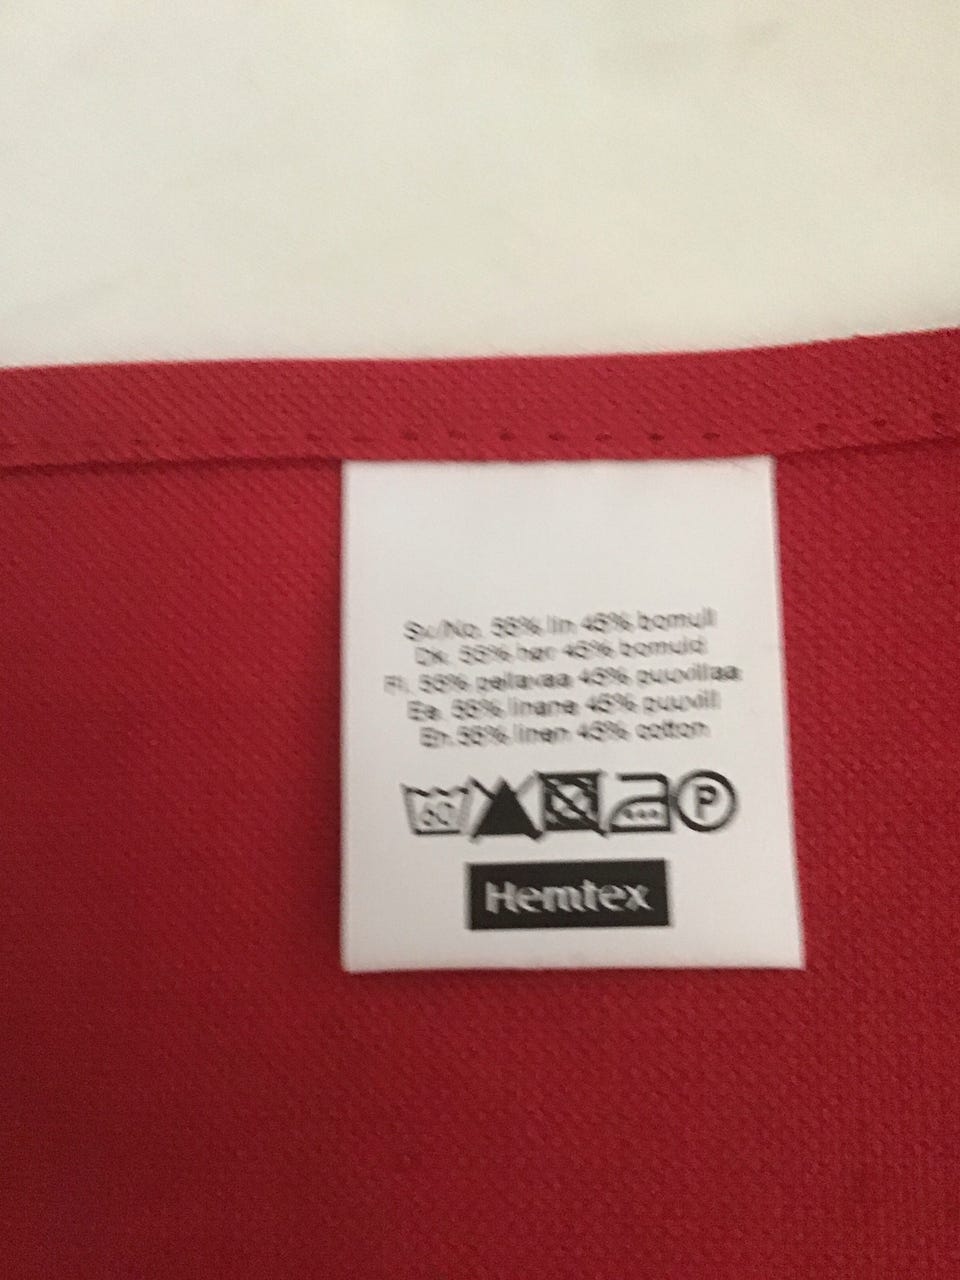 Sv/No. 55% lin 45% bomull
Dk. 55% hør 45% bomuld
Fi. 55% pellavaa 45% puuvillaa
Ee. 55% linane 45% puuvill
En. 55% linen 45% cotton
60 P
Hemtex